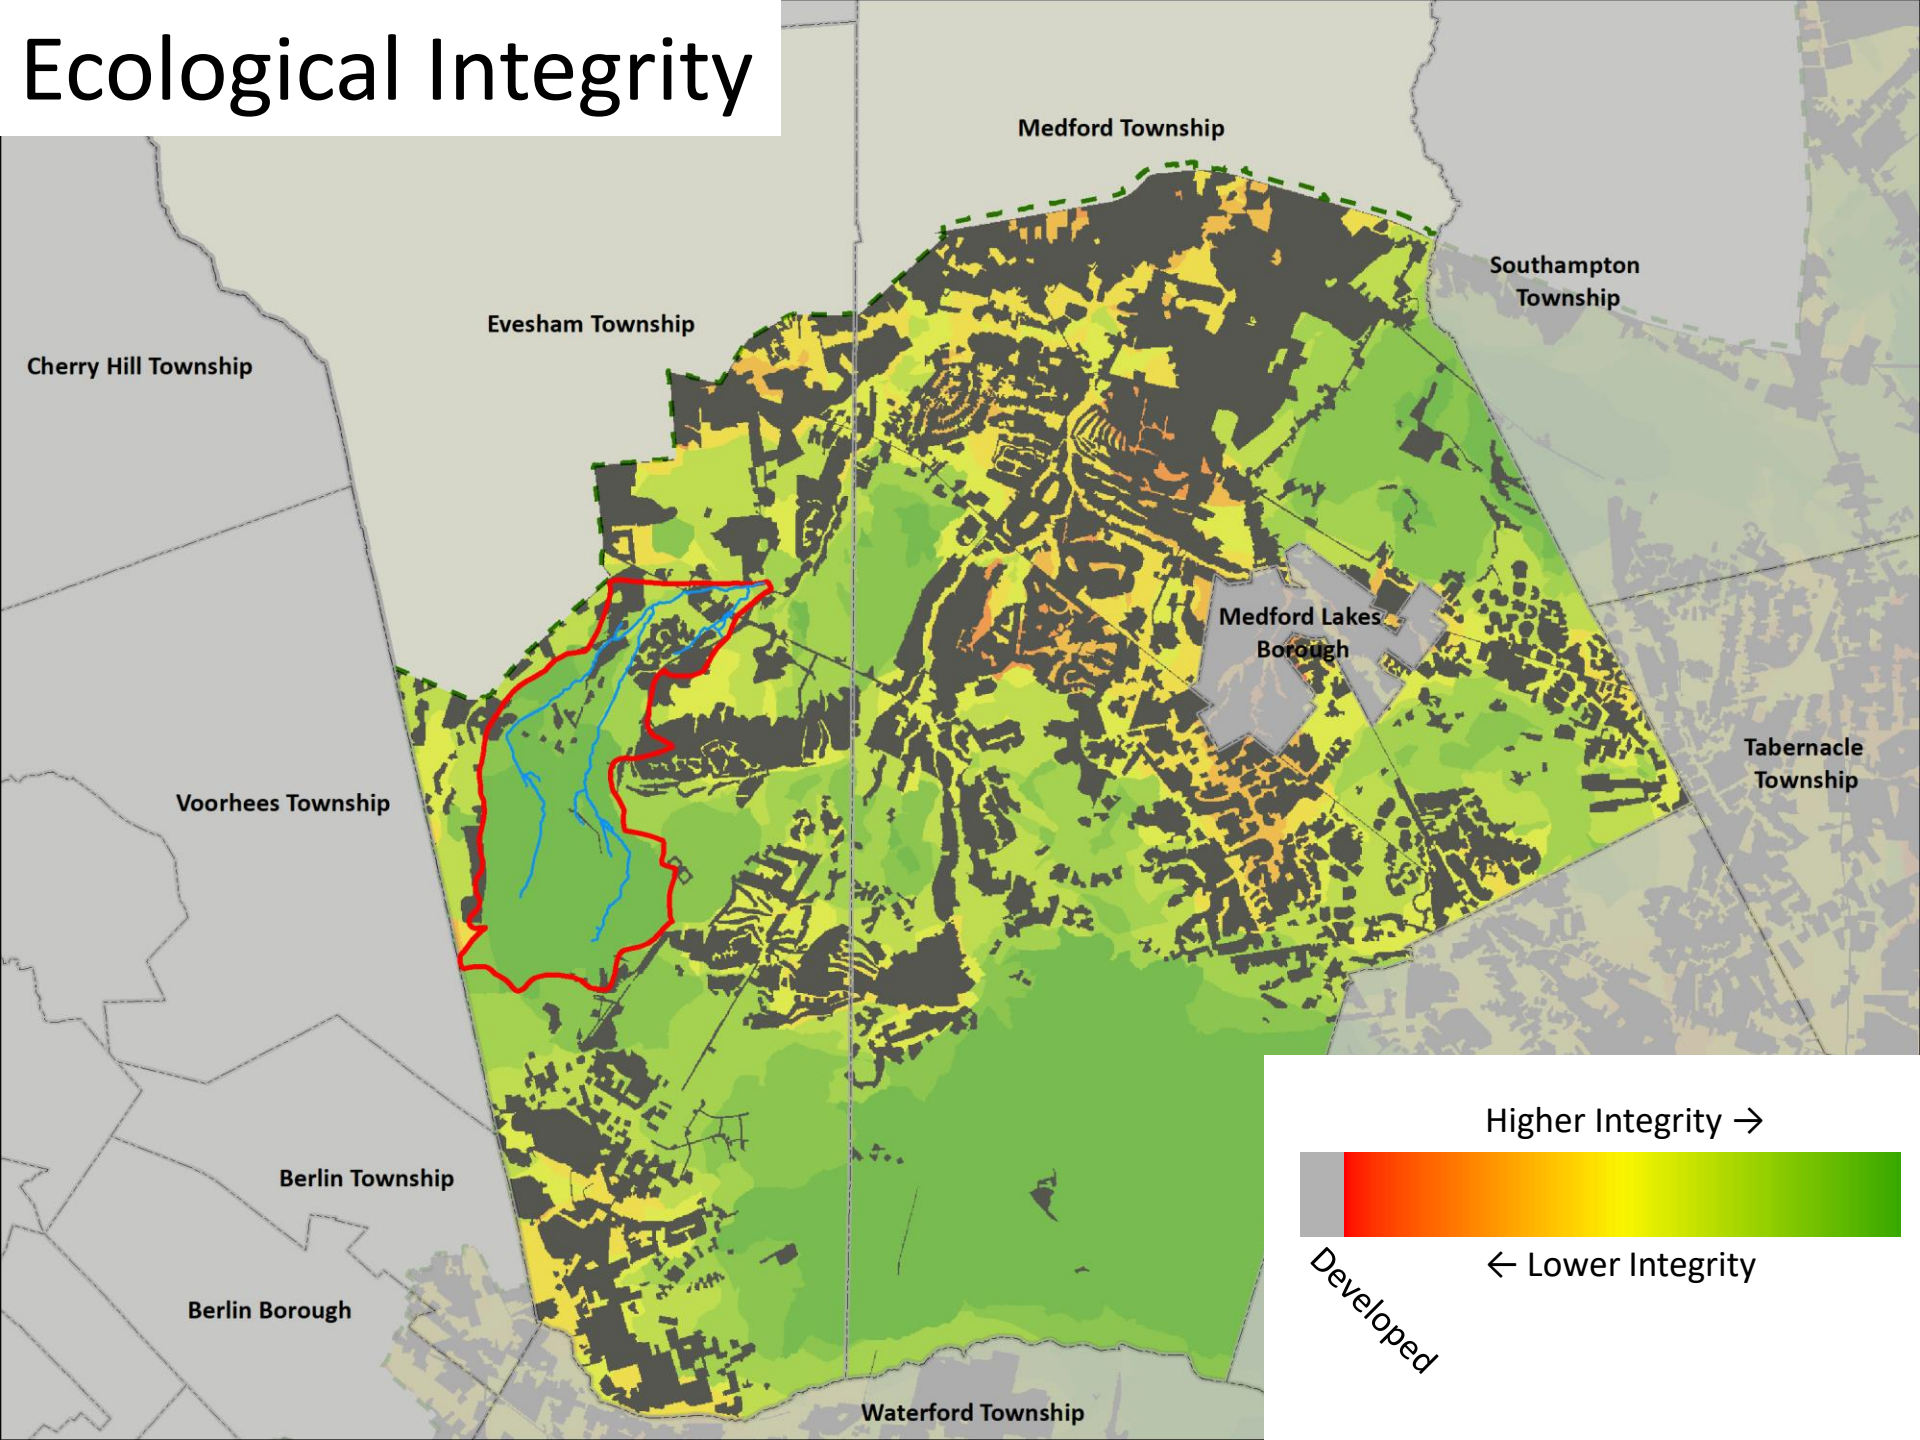 Ecological Integrity
Medford Township
Southampton
Township
Evesham Township
Cherry Hill Township
Medford Lakes
Borough
Tabernacle
Township
Voorhees Township
Berlin Township
Berlin Borough
Waterford Township
Higher Integrity →
← Lower Integrity
Developed